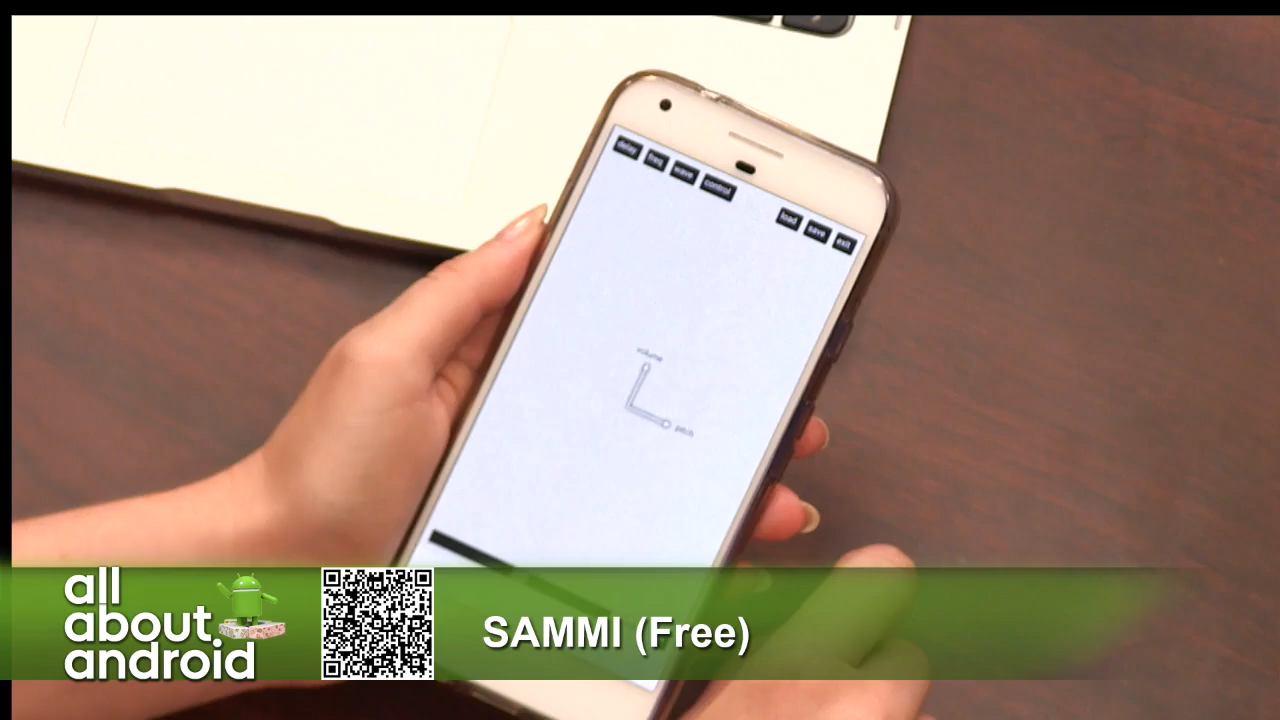 delay freq wave control
load save exit
volume
pitch
all
about
android
SAMMI (Free)